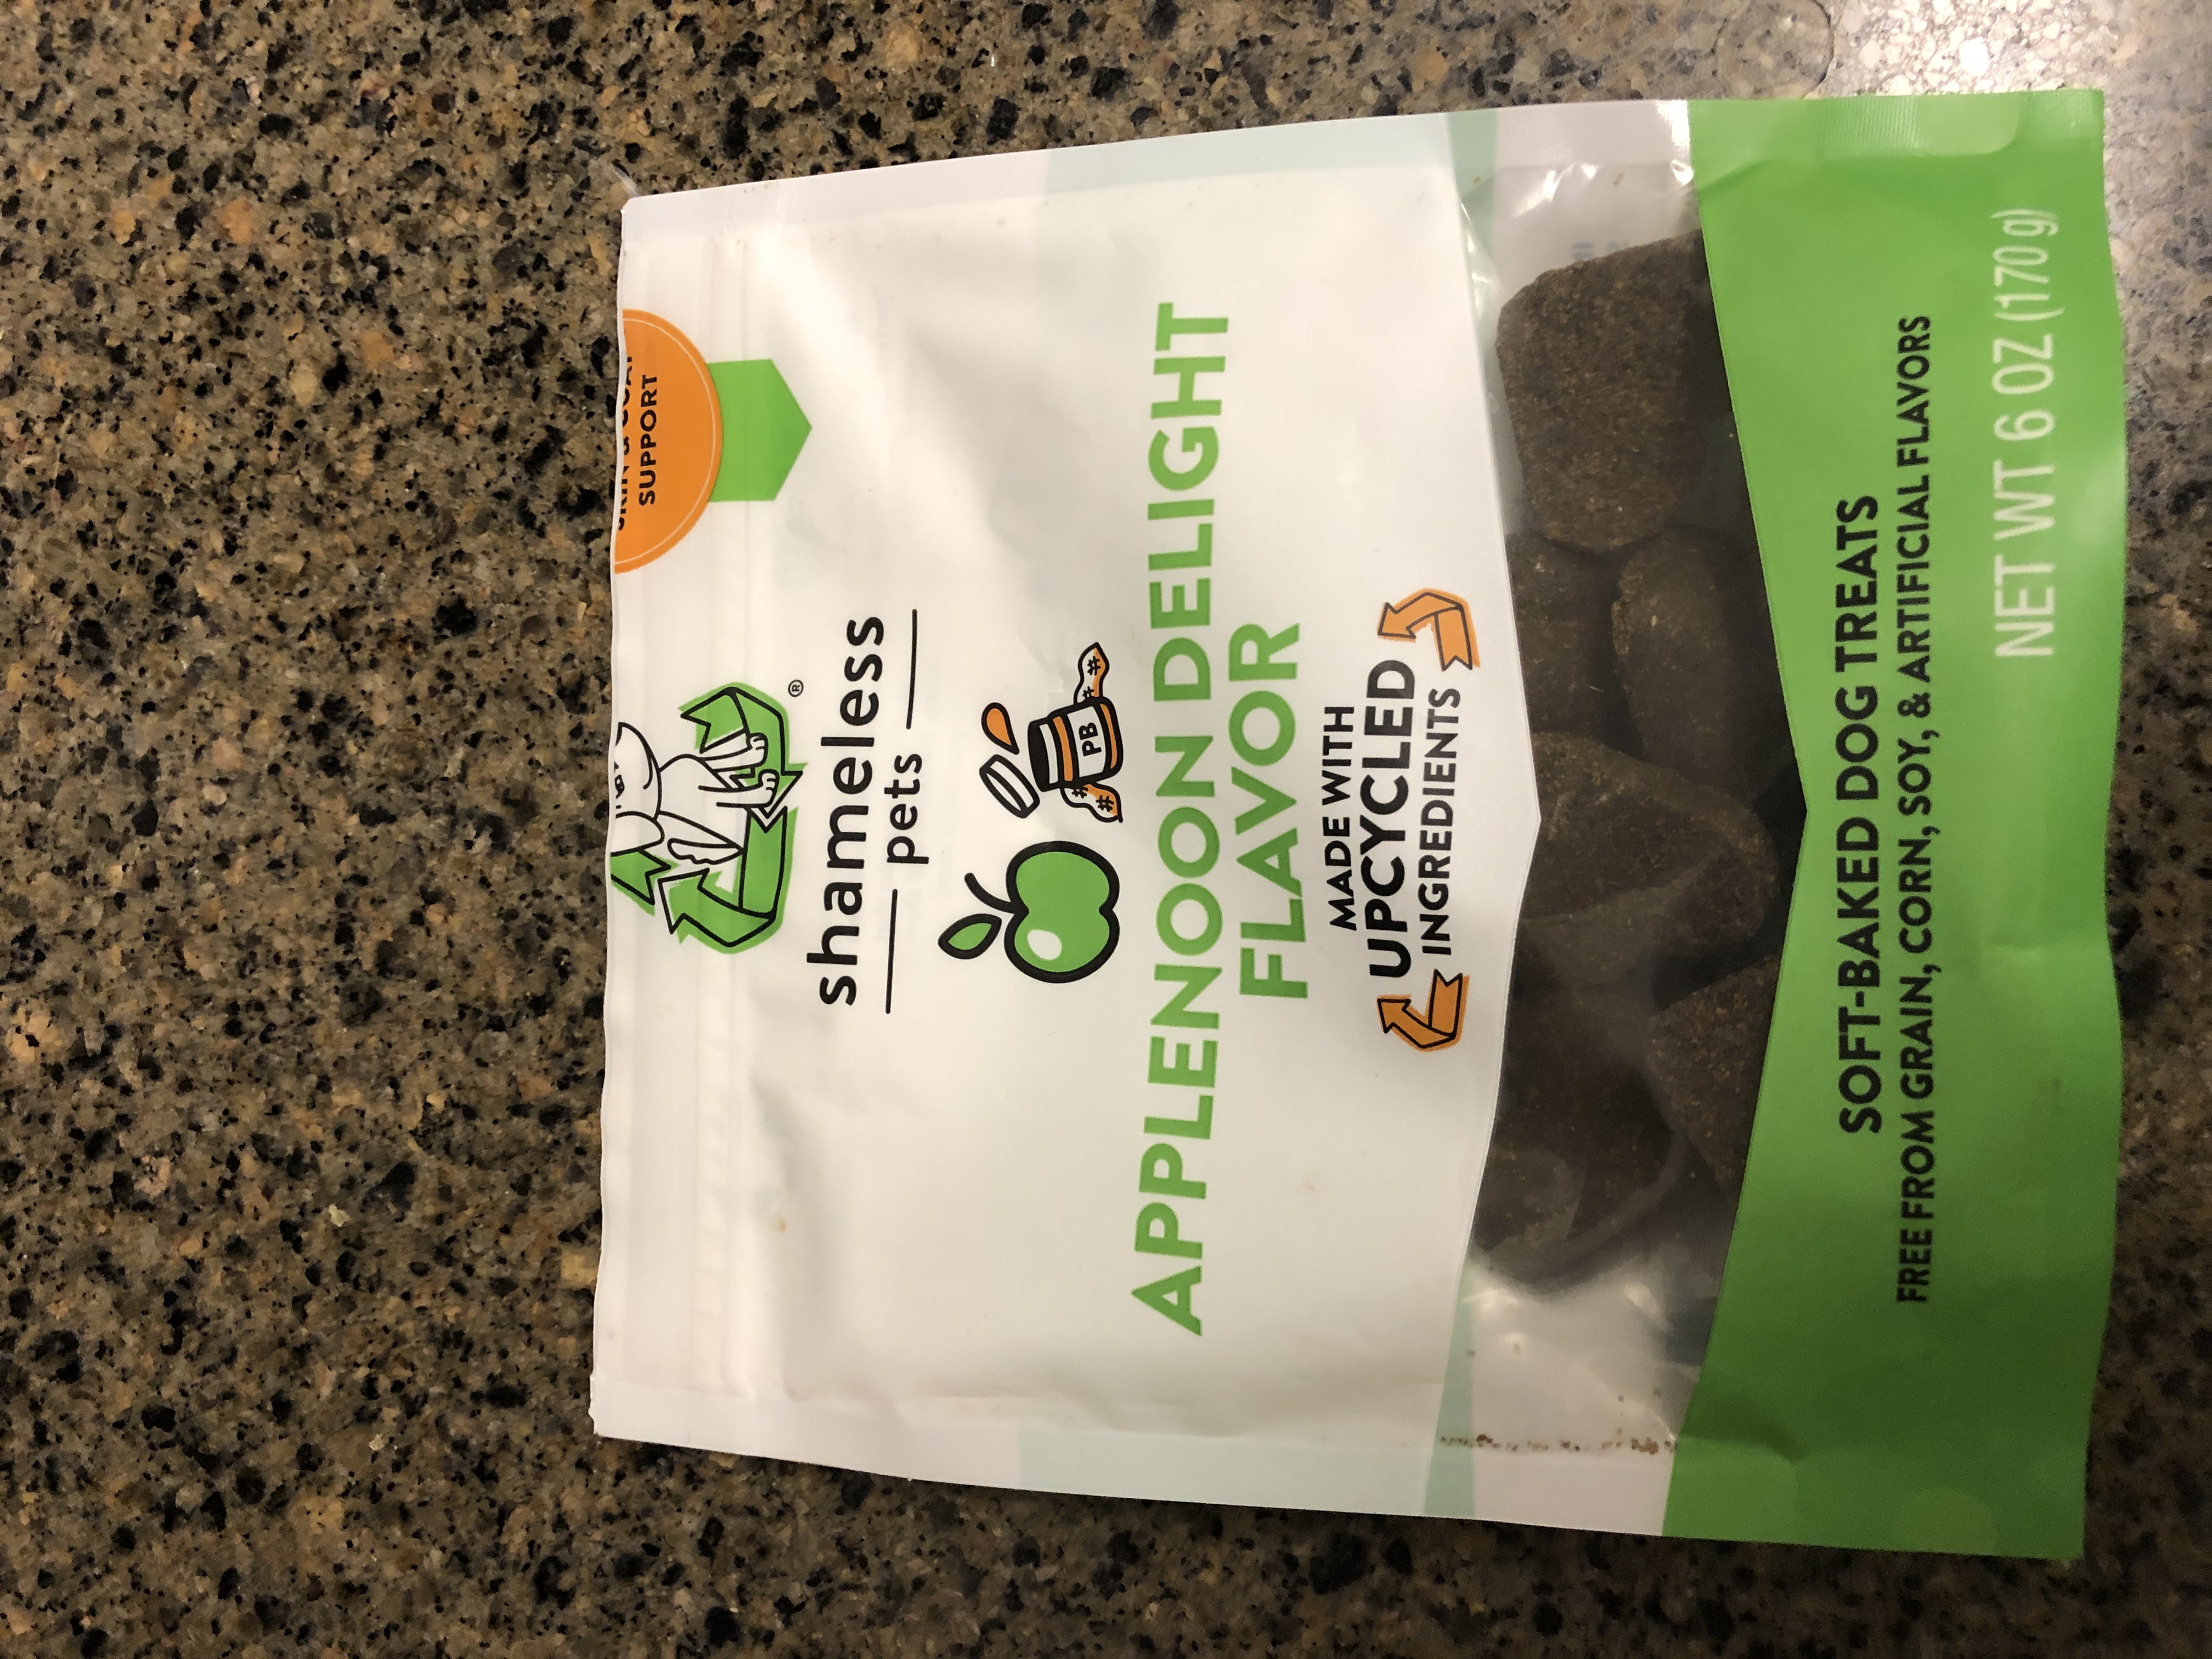 SUPPORT
®
shameless
pets
PB
APPLENOON DELIGHT
FLAVOR
MADE WITH
UPCYCLED
INGREDIENTS
SOFT-BAKED DOG TREATS
FREE FROM GRAIN, CORN, SOY, & ARTIFICIAL FLAVORS
NET WT 6 OZ (170 g)